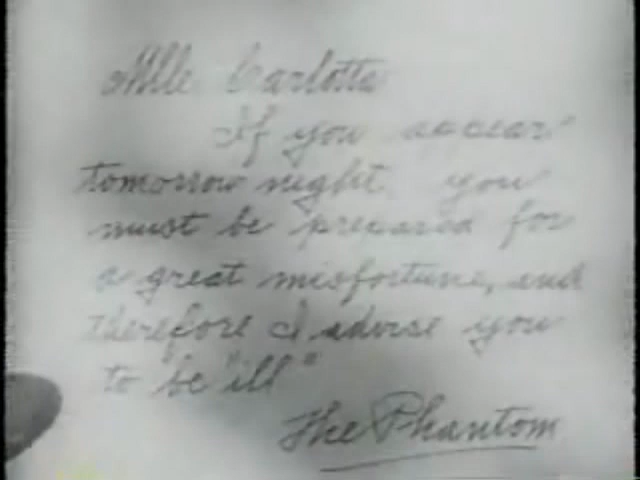 Mlle Carlotta
If you appear
tomorrow night you
must be prepared for
a great misfortune, and
therefore I advise you
to be "ill"
The Phantom